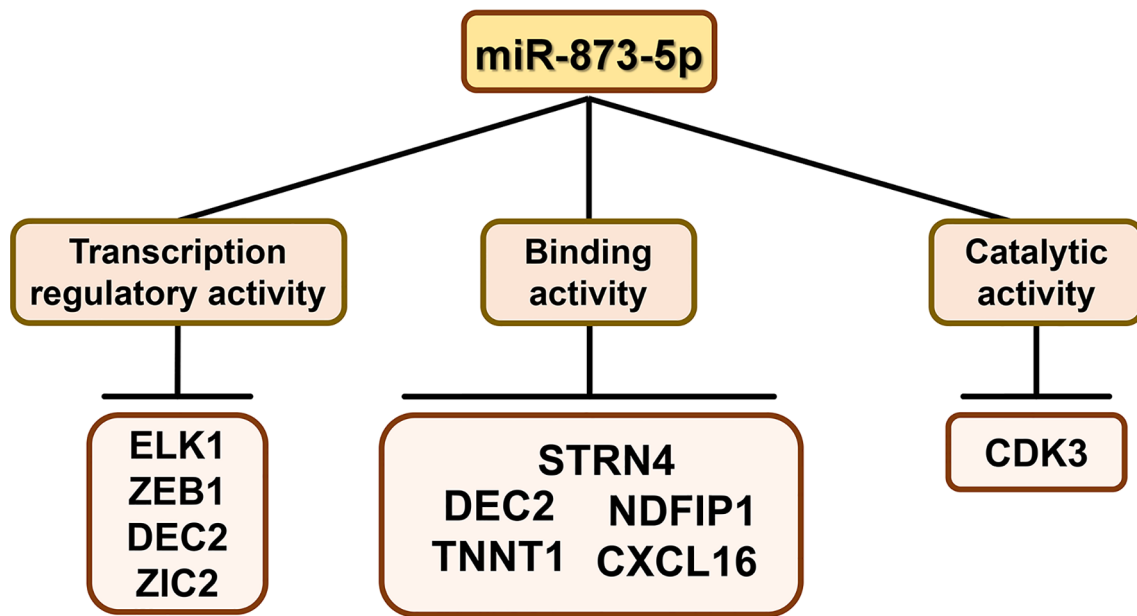 miR-873-5p
Transcription
regulatory activity
Binding
activity
Catalytic
activity
ELK1
ZEB1
DEC2
ZIC2
STRN4
DEC2 NDFIP1
TNNT1 CXCL16
CDK3